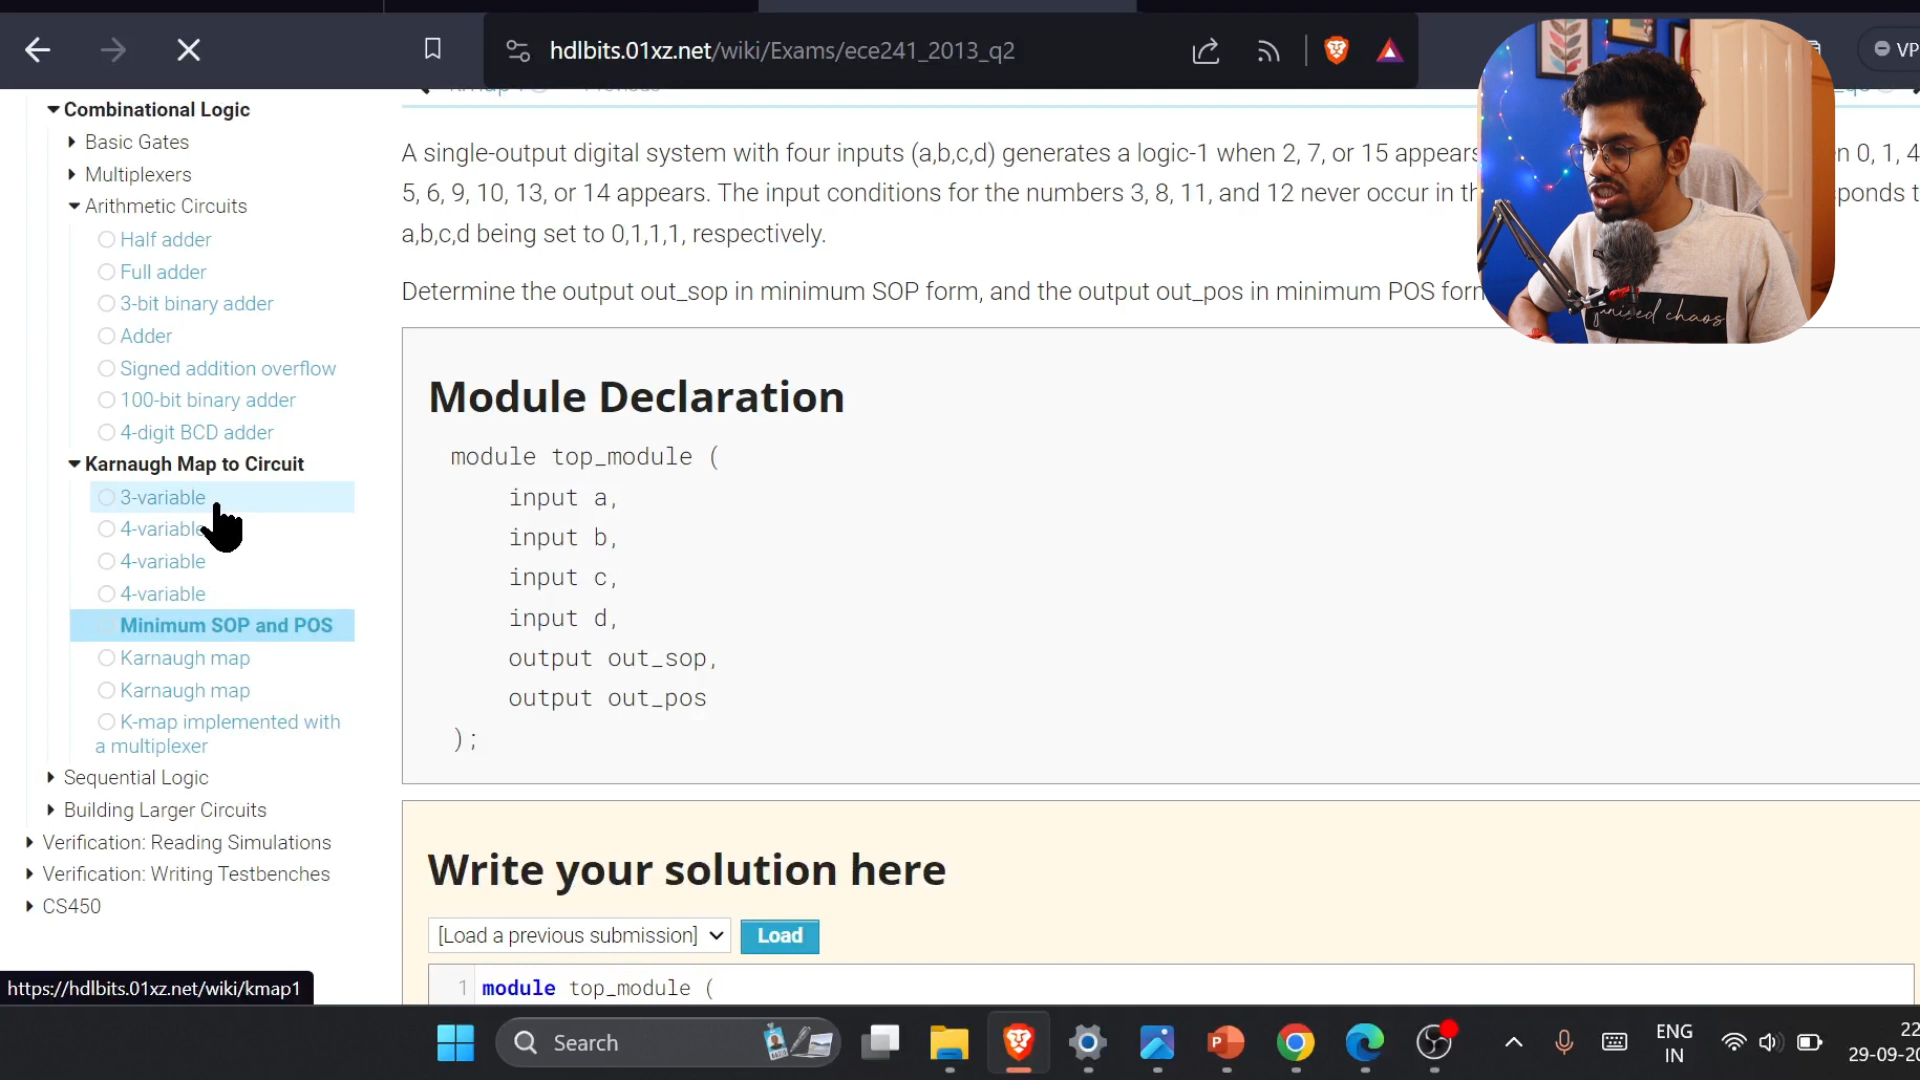 hdlbits.01xz.net/wiki/Exams/ece241_2013_q2
VP
Combinational Logic
Basic Gates
Multiplexers
Arithmetic Circuits
Half adder
Full adder
3-bit binary adder
Adder
Signed addition overflow
100-bit binary adder
4-digit BCD adder
Karnaugh Map to Circuit
3-variable
4-variable
4-variable
4-variable
Minimum SOP and POS
Karnaugh map
Karnaugh map
K-map implemented with
a multiplexer
Sequential Logic
Building Larger Circuits
Verification: Reading Simulations
Verification: Writing Testbenches
CS450
https://hdlbits.01xz.net/wiki/kmap1
A single-output digital system with four inputs (a,b,c,d) generates a logic-1 when 2, 7, or 15 appears n 0, 1, 4
5, 6, 9, 10, 13, or 14 appears. The input conditions for the numbers 3, 8, 11, and 12 never occur in th ponds t
a,b,c,d being set to 0,1,1,1, respectively.
Determine the output out_sop in minimum SOP form, and the output out_pos in minimum POS form
Module Declaration
module top_module (
input a,
input b,
input c,
input d,
output out_sop,
output out_pos
);
Write your solution here
[Load a previous submission]
Load
1 module top_module (
chaos
Search
ENG
IN
22
29-09-20